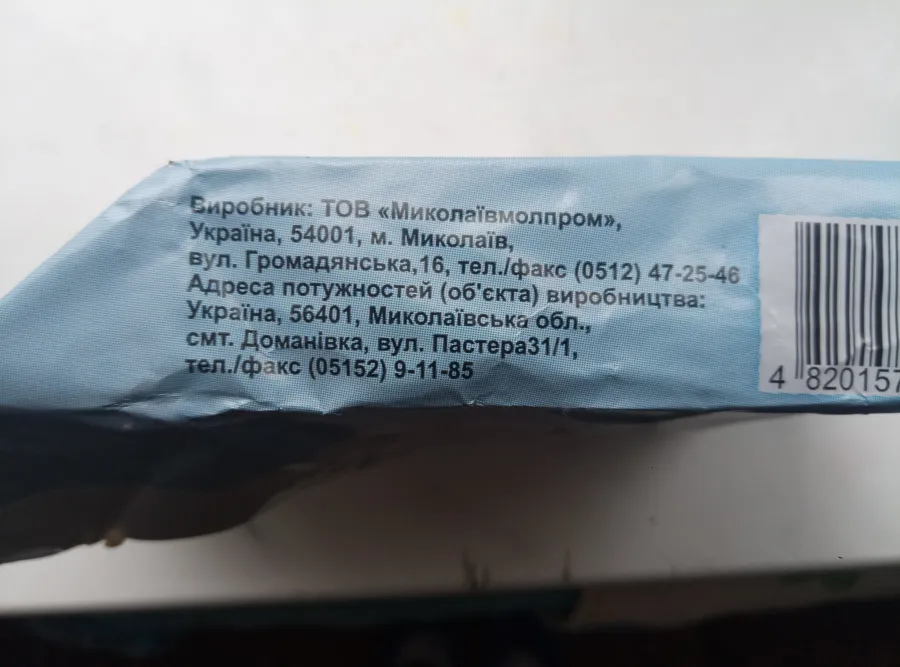 Виробник: ТОВ «Миколаївмолпром»,
Україна, 54001, м. Миколаїв,
вул. Громадянська,16, тел./факс (0512) 47-25-46
Адреса потужностей (об'єкта) виробництва:
Україна, 56401, Миколаївська обл.,
смт. Доманівка, вул. Пастера31/1,
тел./факс (05152) 9-11-85
4 820157